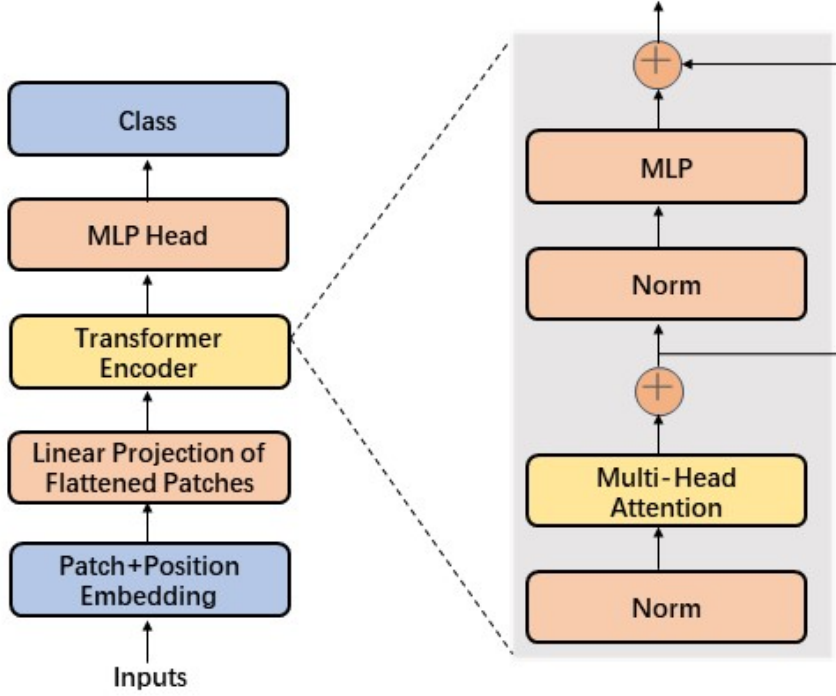 Class
MLP Head
Transformer
Encoder
Linear Projection of
Flattened Patches
Patch+Position
Embedding
Inputs
+
MLP
Norm
+
Multi-Head
Attention
Norm